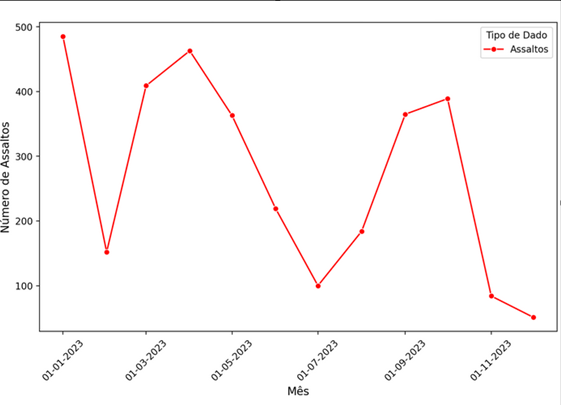 Tipo de Dado
Assaltos
Número de Assaltos
500
400
300
200
100
01-01-2023
01-03-2023
01-05-2023
01-07-2023
01-09-2023
01-11-2023
Mês